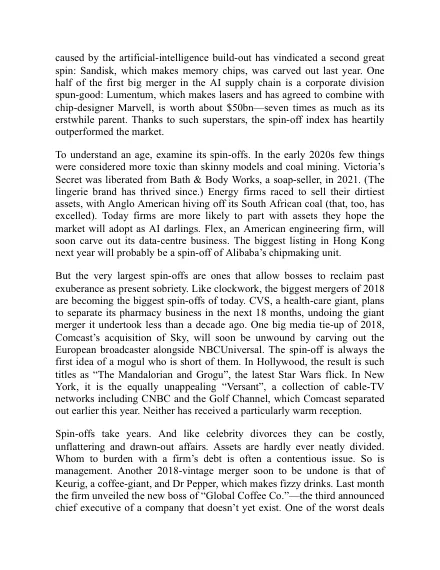 caused by the artificial-intelligence build-out has vindicated a second great
spin: Sandisk, which makes memory chips, was carved out last year. One
half of the first big merger in the AI supply chain is a corporate division
spun-good: Lumentum, which makes lasers and has agreed to combine with
chip-designer Marvell, is worth about $50bn—seven times as much as its
erstwhile parent. Thanks to such superstars, the spin-off index has heartily
outperformed the market.
To understand an age, examine its spin-offs. In the early 2020s few things
were considered more toxic than skinny models and coal mining. Victoria’s
Secret was liberated from Bath & Body Works, a soap-seller, in 2021. (The
lingerie brand has thrived since.) Energy firms raced to sell their dirtiest
assets, with Anglo American hiving off its South African coal (that, too, has
excelled). Today firms are more likely to part with assets they hope the
market will adopt as AI darlings. Flex, an American engineering firm, will
soon carve out its data-centre business. The biggest listing in Hong Kong
next year will probably be a spin-off of Alibaba’s chipmaking unit.
But the very largest spin-offs are ones that allow bosses to reclaim past
exuberance as present sobriety. Like clockwork, the biggest mergers of 2018
are becoming the biggest spin-offs of today. CVS, a health-care giant, plans
to separate its pharmacy business in the next 18 months, undoing the giant
merger it undertook less than a decade ago. One big media tie-up of 2018,
Comcast’s acquisition of Sky, will soon be unwound by carving out the
European broadcaster alongside NBCUniversal. The spin-off is always the
first idea of a mogul who is short of them. In Hollywood, the result is such
titles as “The Mandalorian and Grogu”, the latest Star Wars flick. In New
York, it is the equally unappealing “Versant”, a collection of cable-TV
networks including CNBC and the Golf Channel, which Comcast separated
out earlier this year. Neither has received a particularly warm reception.
Spin-offs take years. And like celebrity divorces they can be costly,
unflattering and drawn-out affairs. Assets are hardly ever neatly divided.
Whom to burden with a firm’s debt is often a contentious issue. So is
management. Another 2018-vintage merger soon to be undone is that of
Keurig, a coffee-giant, and Dr Pepper, which makes fizzy drinks. Last month
the firm unveiled the new boss of “Global Coffee Co.”—the third announced
chief executive of a company that doesn’t yet exist. One of the worst deals